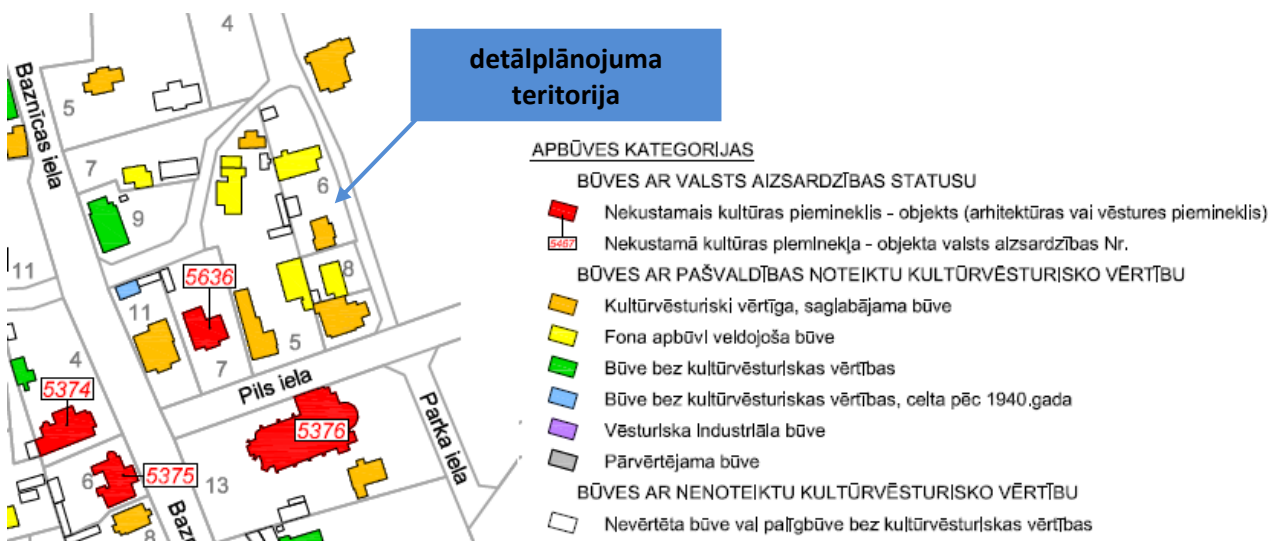 detālplānojuma
teritorija
4
Baznīcas iela
5
7
9
6
8
11
11
5636
7
5
4
5374
Pils iela
5376
Parka iela
5375
6
13
Baz
8
APBŪVES KATEGORIJAS
BŪVES AR VALSTS AIZSARDZĪBAS STATUSU
Nekustamais kultūras piemineklis - objekts (arhitektūras vai vēstures piemineklis)
5467 Nekustamā kultūras pieminekļa - objekta valsts aizsardzības Nr.
BŪVES AR PAŠVALDĪBAS NOTEIKTU KULTŪRVĒSTURISKO VĒRTĪBU
Kultūrvēsturiski vērtīga, saglabājama būve
Fona apbūvi veidojoša būve
Būve bez kultūrvēsturiskas vērtības
Būve bez kultūrvēsturiskas vērtības, celta pēc 1940.gada
Vēsturiska Industriāla būve
Pārvērtējama būve
BŪVES AR NENOTEIKTU KULTŪRVĒSTURISKO VĒRTĪBU
Nevērtēta būve vai palīgbūve bez kultūrvēsturiskas vērtības